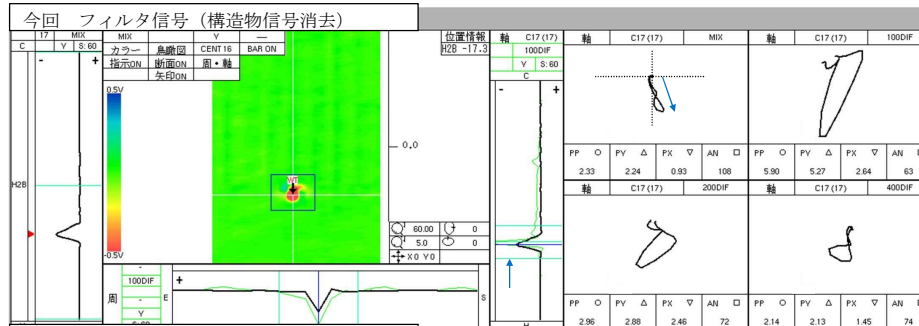 今回 フィルタ信号（構造物信号消去）
17 MIX
C Y S:60
- +
H2B
MIX Y —
カラー 鳥瞰図 CENT 16 BAR ON
指示ON 断面ON 周・軸
矢印ON
0.5V
-0.5V
WT
位置情報
H2B -17.3
0.0
60.00 0
5.0 0
X 0 Y 0
周
-
100DIF
-
Y
E
+
S
軸 C17 (17)
100DIF
Y S:60
C
- +
H
軸 C17 (17) MIX
PP ○ PY △ PX ▽ AN □
2.33 2.24 0.93 108
軸 C17 (17) 100DIF
PP ○ PY △ PX ▽ AN □
5.90 5.27 2.64 63
軸 C17 (17) 200DIF
PP ○ PY △ PX ▽ AN □
2.96 2.88 2.46 72
軸 C17 (17) 400DIF
PP ○ PY △ PX ▽ AN □
2.14 2.13 1.45 74